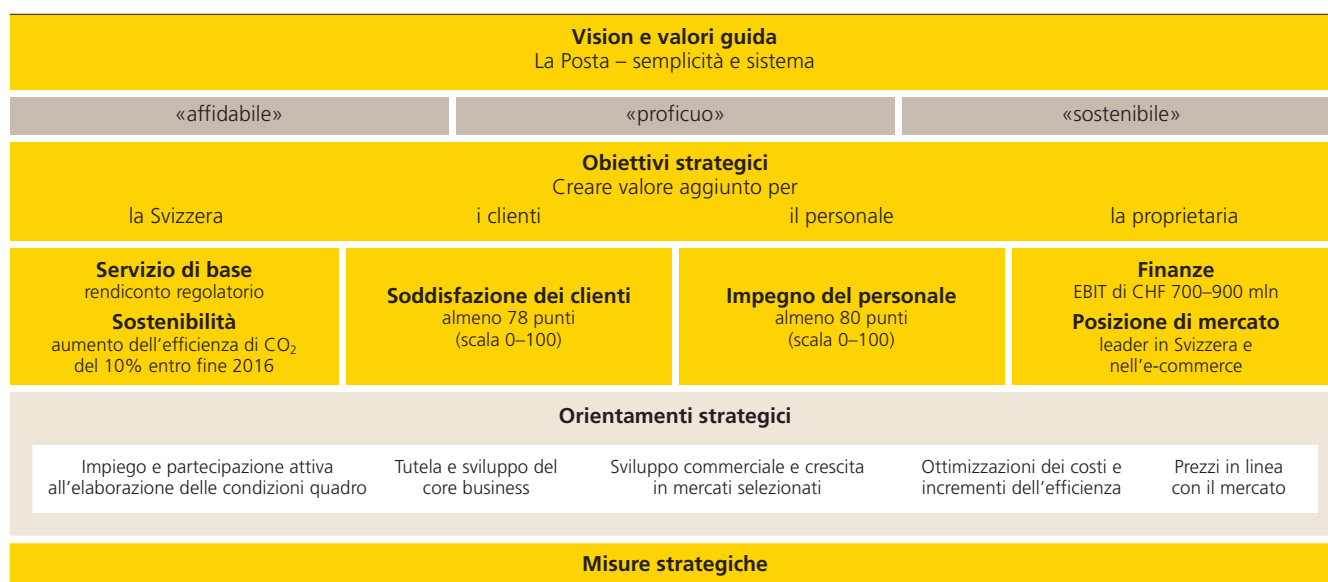 Vision e valori guida
La Posta – semplicità e sistema
«affidabile»
«proficuo»
«sostenibile»
Obiettivi strategici
Creare valore aggiunto per
la Svizzera
i clienti
il personale
la proprietaria
Servizio di base
rendiconto regolatorio
Sostenibilità
aumento dell'efficienza di CO₂
del 10% entro fine 2016
Soddisfazione dei clienti
almeno 78 punti
(scala 0–100)
Impegno del personale
almeno 80 punti
(scala 0–100)
Finanze
EBIT di CHF 700–900 mln
Posizione di mercato
leader in Svizzera e
nell'e-commerce
Orientamenti strategici
Impiego e partecipazione attiva
all'elaborazione delle condizioni quadro
Tutela e sviluppo del
core business
Sviluppo commerciale e crescita
in mercati selezionati
Ottimizzazioni dei costi e
incrementi dell'efficienza
Prezzi in linea
con il mercato
Misure strategiche